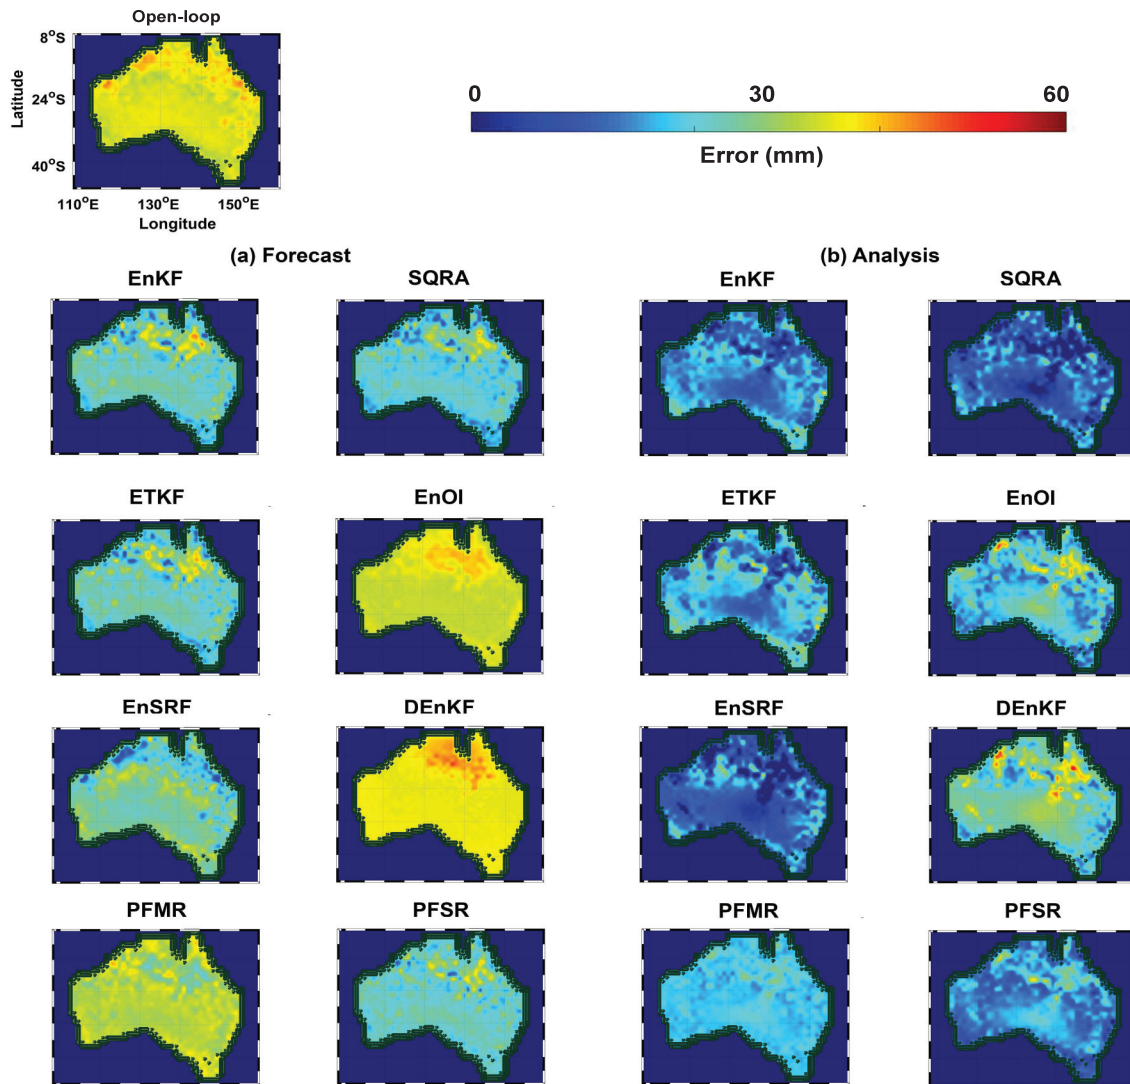 Open-loop
8°S
24°S
40°S
Latitude
110°E 130°E 150°E
Longitude
0 30 60
Error (mm)
(a) Forecast (b) Analysis
EnKF SQRA EnKF SQRA
ETKF EnOI ETKF EnOI
EnSRF DEnKF EnSRF DEnKF
PFMR PFSR PFMR PFSR